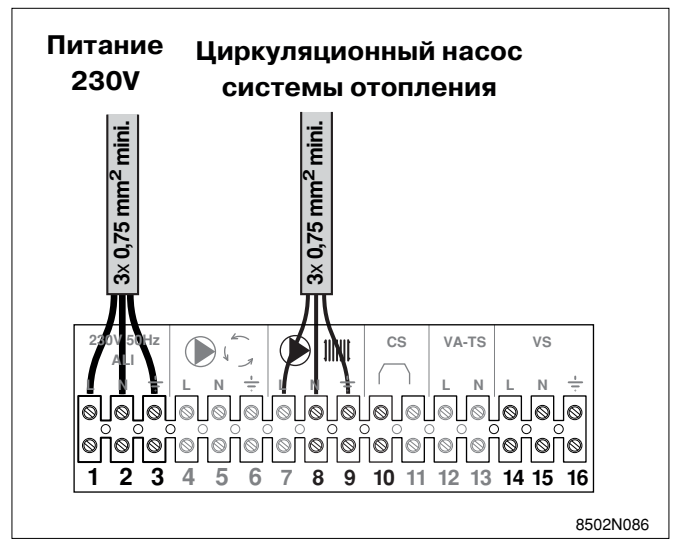 Питание
230V
Циркуляционный насос
системы отопления
3x 0,75 mm² mini.
3x 0,75 mm² mini.
230V 50Hz
ALI
CS
VA-TS
VS
L N L N L N L N L N
1 2 3 4 5 6 7 8 9 10 11 12 13 14 15 16
8502N086